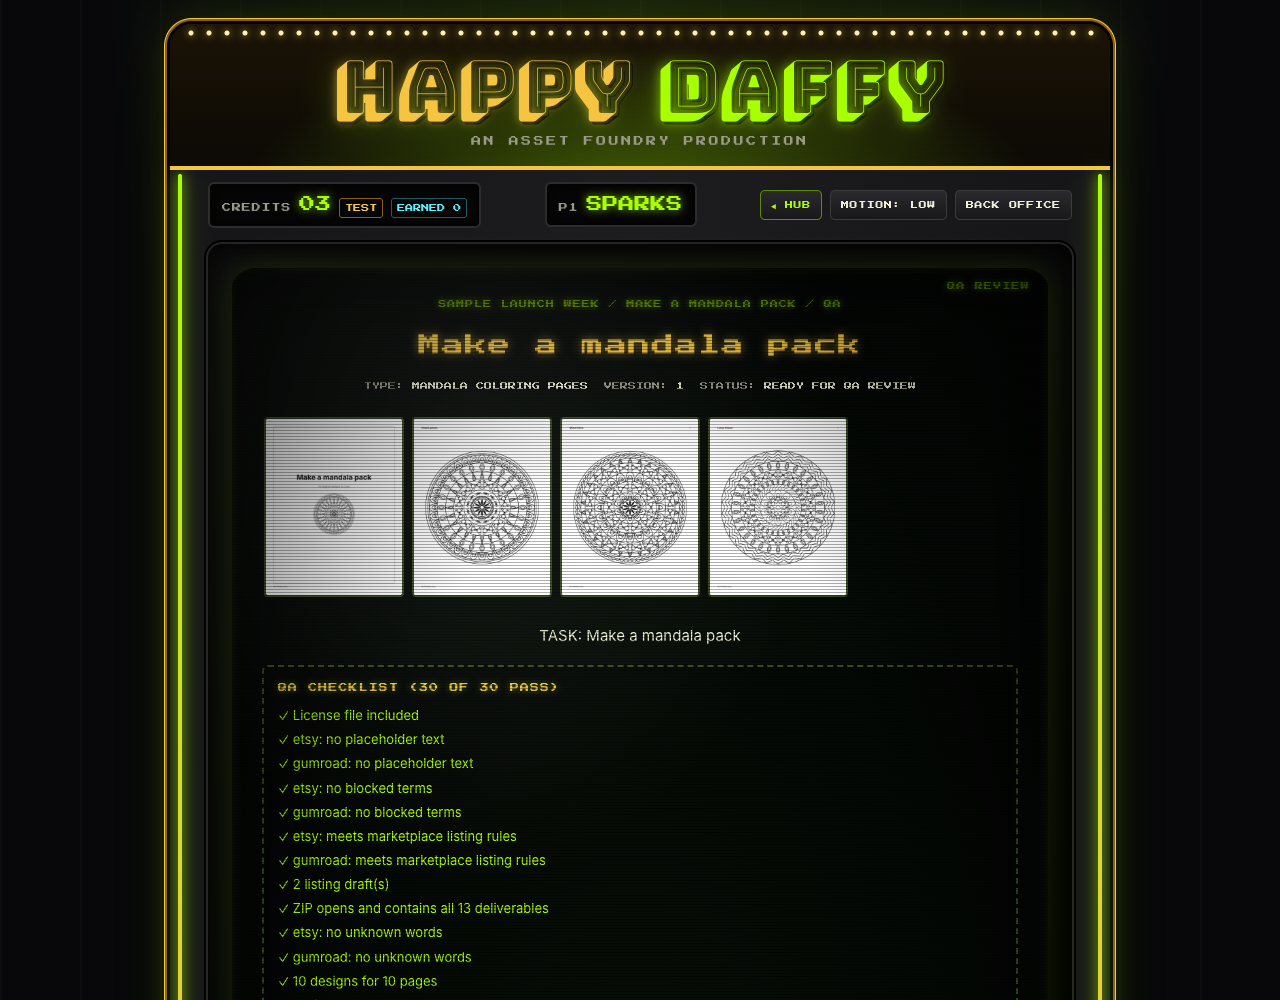 HAPPY DAFFY
AN ASSET FOUNDRY PRODUCTION
CREDITS 03 TEST EARNED 0
P1 SPARKS
◂ HUB
MOTION: LOW
BACK OFFICE
QA REVIEW
SAMPLE LAUNCH WEEK / MAKE A MANDALA PACK / QA
Make a mandala pack
TYPE: MANDALA COLORING PAGES VERSION: 1 STATUS: READY FOR QA REVIEW
Make a mandala pack
TASK: Make a mandala pack
QA CHECKLIST (30 OF 30 PASS)
✓ License file included
✓ etsy: no placeholder text
✓ gumroad: no placeholder text
✓ etsy: no blocked terms
✓ gumroad: no blocked terms
✓ etsy: meets marketplace listing rules
✓ gumroad: meets marketplace listing rules
✓ 2 listing draft(s)
✓ ZIP opens and contains all 13 deliverables
✓ etsy: no unknown words
✓ gumroad: no unknown words
✓ 10 designs for 10 pages